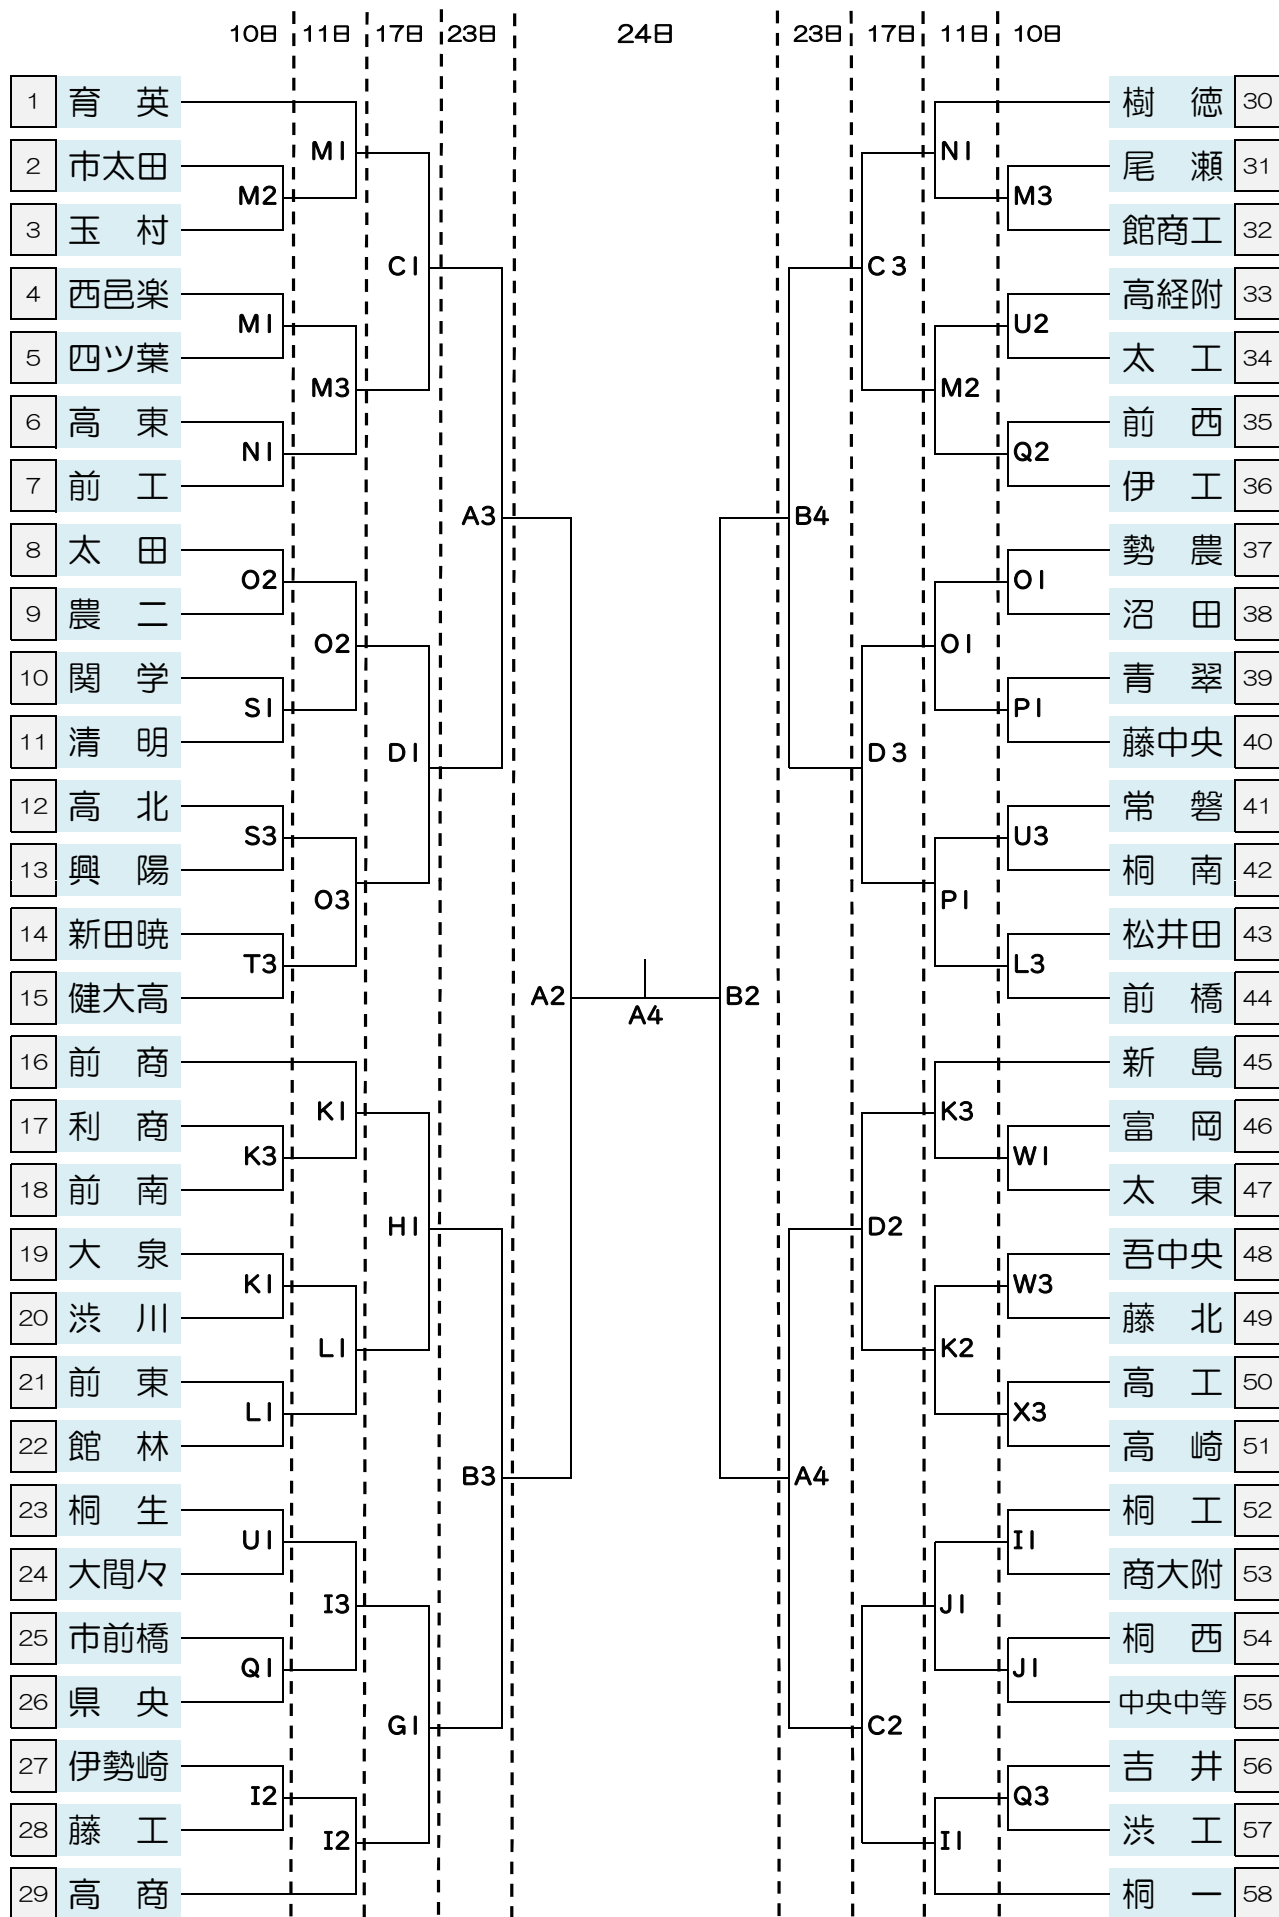 10日 11日 17日 23日 24日 23日 17日 11日 10日
1 育 英 樹 徳 30
M1 N1
2 市太田 尾 瀬 31
M2 M3
3 玉 村 館商工 32
C1 C3
4 西邑楽 高経附 33
M1 U2
5 四ツ葉 太 工 34
M3 M2
6 高 東 前 西 35
N1 Q2
7 前 工 伊 工 36
A3 B4
8 太 田 勢 農 37
O2 O1
9 農 二 沼 田 38
O2 O1
10 関 学 青 翠 39
S1 P1
11 清 明 藤中央 40
D1 D3
12 高 北 常 磐 41
S3 U3
13 興 陽 桐 南 42
O3 P1
14 新田暁 松井田 43
T3 L3
15 健大高 前 橋 44
A2 B2
A4
16 前 商 新 島 45
K1 K3
17 利 商 富 岡 46
K3 W1
18 前 南 太 東 47
H1 D2
19 大 泉 吾中央 48
K1 W3
20 渋 川 藤 北 49
L1 K2
21 前 東 高 工 50
L1 X3
22 館 林 高 崎 51
B3 A4
23 桐 生 桐 工 52
U1 I1
24 大間々 商大附 53
I3 J1
25 市前橋 桐 西 54
Q1 J1
26 県 央 中央中等 55
G1 C2
27 伊勢崎 吉 井 56
I2 Q3
28 藤 工 渋 工 57
I2 I1
29 高 商 桐 一 58